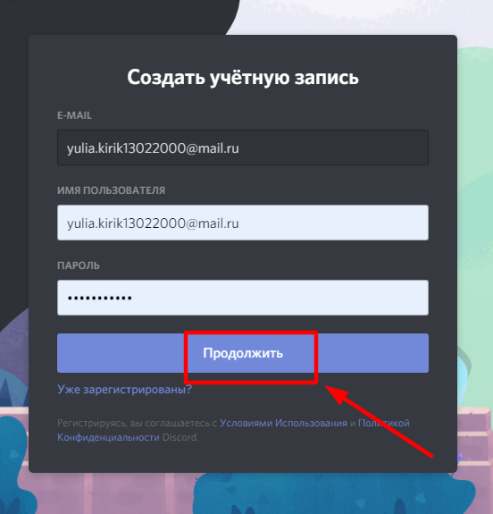 Создать учётную запись
E-MAIL
yulia.kirik13022000@mail.ru
ИМЯ ПОЛЬЗОВАТЕЛЯ
yulia.kirik13022000@mail.ru
ПАРОЛЬ
•••••••••••
Продолжить
Уже зарегистрированы?
Регистрируясь, вы соглашаетесь с Условиями Использования и Политикой
Конфиденциальности Discord.